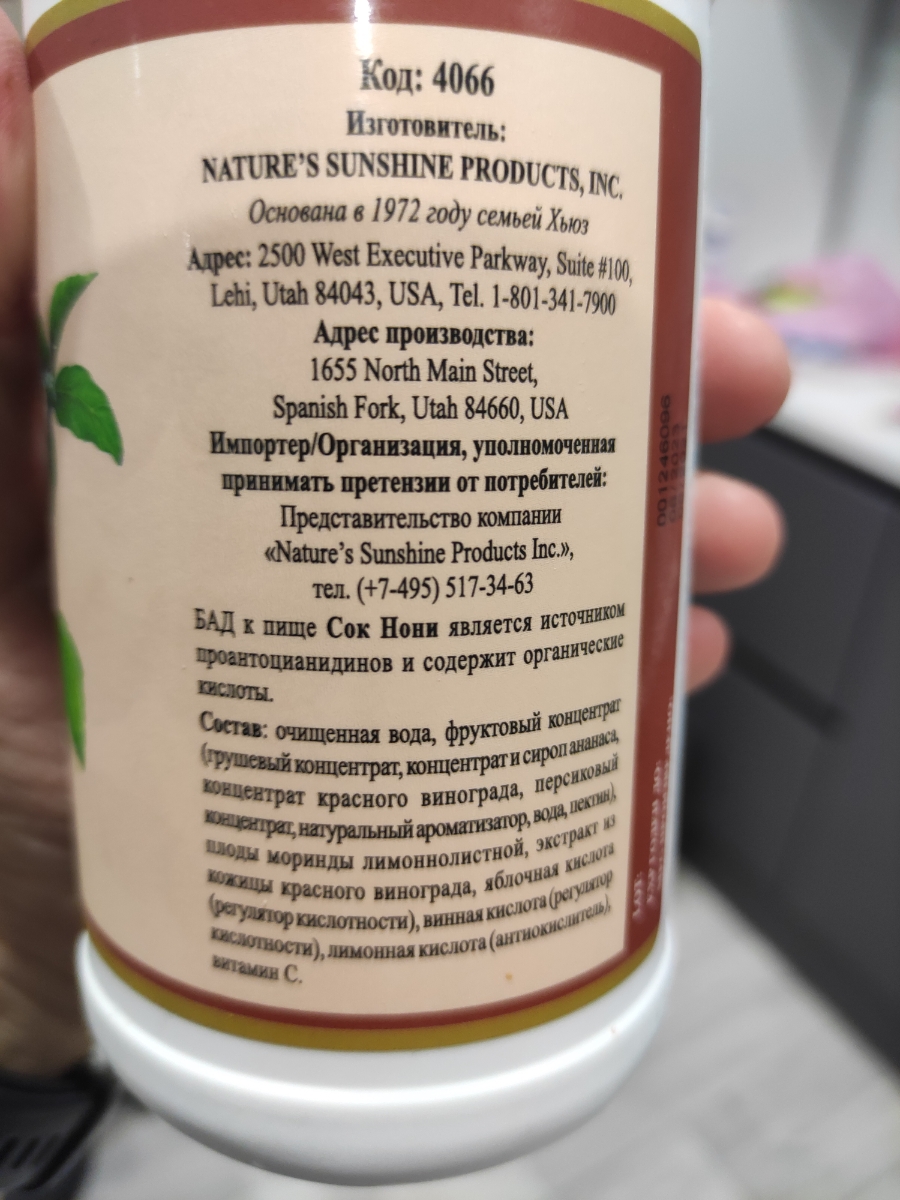 Код: 4066
Изготовитель:
NATURE'S SUNSHINE PRODUCTS, INC.
Основана в 1972 году семьей Хьюз
Адрес: 2500 West Executive Parkway, Suite #100,
Lehi, Utah 84043, USA, Tel. 1-801-341-7900
Адрес производства:
1655 North Main Street,
Spanish Fork, Utah 84660, USA
Импортер/Организация, уполномоченная
принимать претензии от потребителей:
Представительство компании
«Nature's Sunshine Products Inc.»,
тел. (+7-495) 517-34-63
БАД к пище Сок Нони является источником
проантоцианидинов и содержит органические
кислоты.
Состав: очищенная вода, фруктовый концентрат
(грушевый концентрат, концентрат и сироп ананаса,
концентрат красного винограда, персиковый
концентрат, натуральный ароматизатор, вода, пектин),
плоды моринды лимоннолистной, экстракт из
кожицы красного винограда, яблочная кислота
(регулятор кислотности), винная кислота (регулятор
кислотности), лимонная кислота (антиокислитель),
витамин С.
LOT: